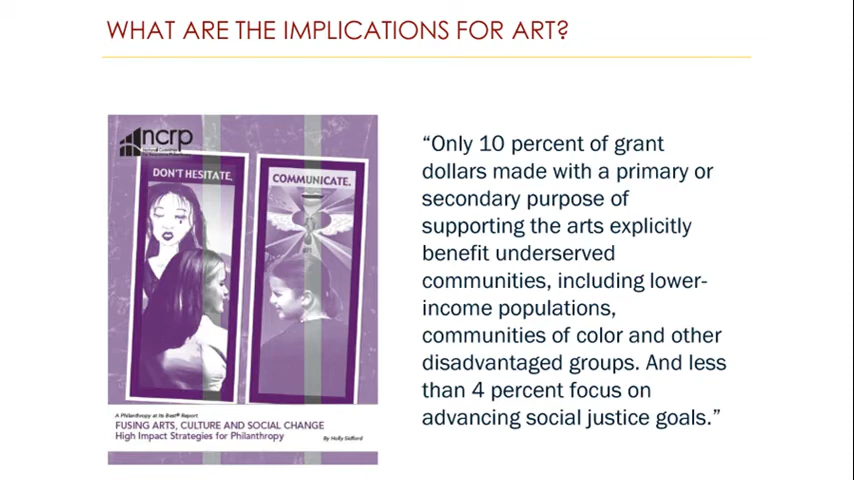 WHAT ARE THE IMPLICATIONS FOR ART?
ncrp
DON'T HESITATE,
COMMUNICATE.
A Philanthropy at Its Best® Report
FUSING ARTS, CULTURE AND SOCIAL CHANGE
High Impact Strategies for Philanthropy
By Holly Sidford
“Only 10 percent of grant
dollars made with a primary or
secondary purpose of
supporting the arts explicitly
benefit underserved
communities, including lower-
income populations,
communities of color and other
disadvantaged groups. And less
than 4 percent focus on
advancing social justice goals.”